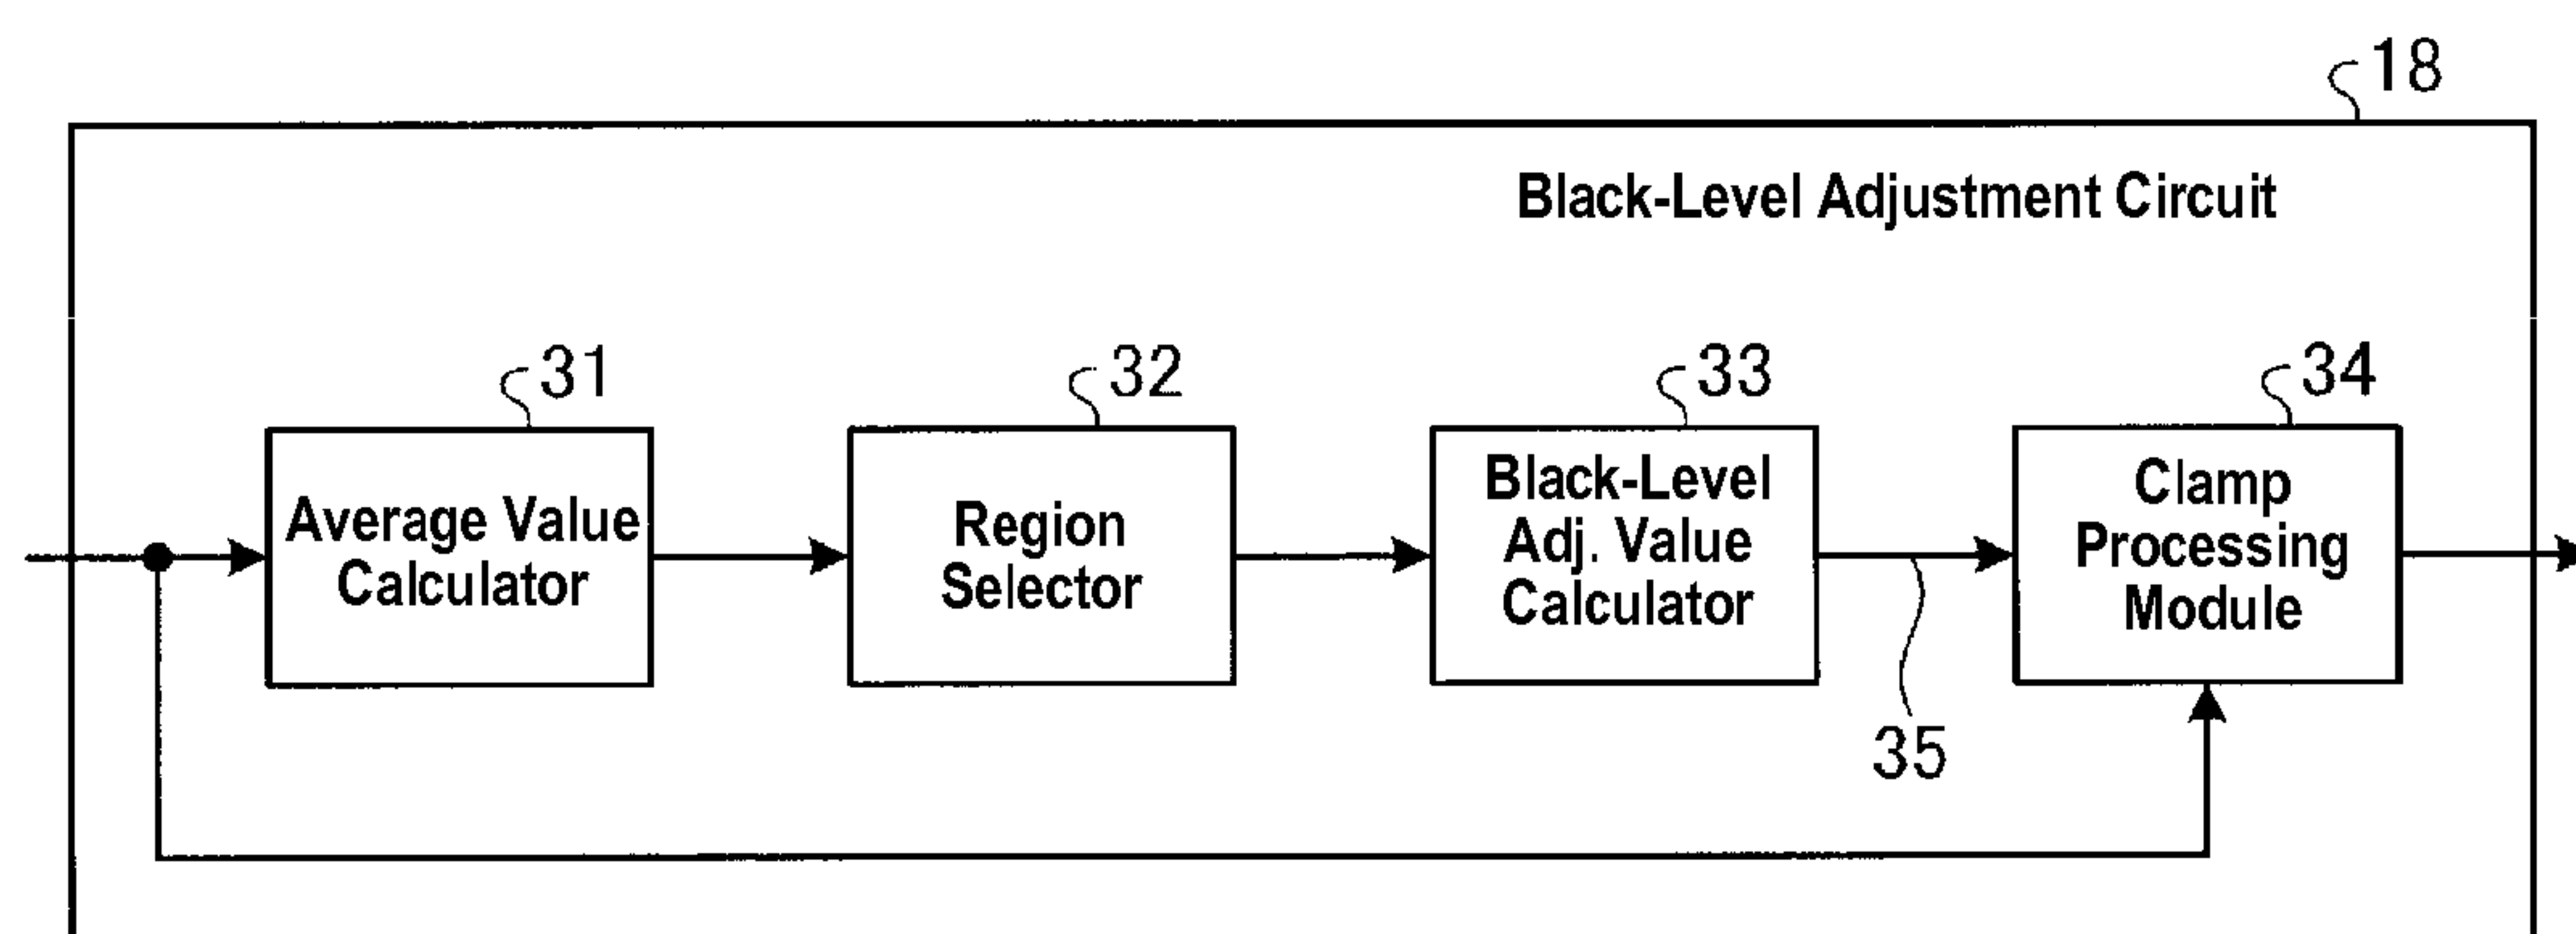 18
Black-Level Adjustment Circuit
31
32
33
34
Average Value
Calculator
Region
Selector
Black-Level
Adj. Value
Calculator
Clamp
Processing
Module
35